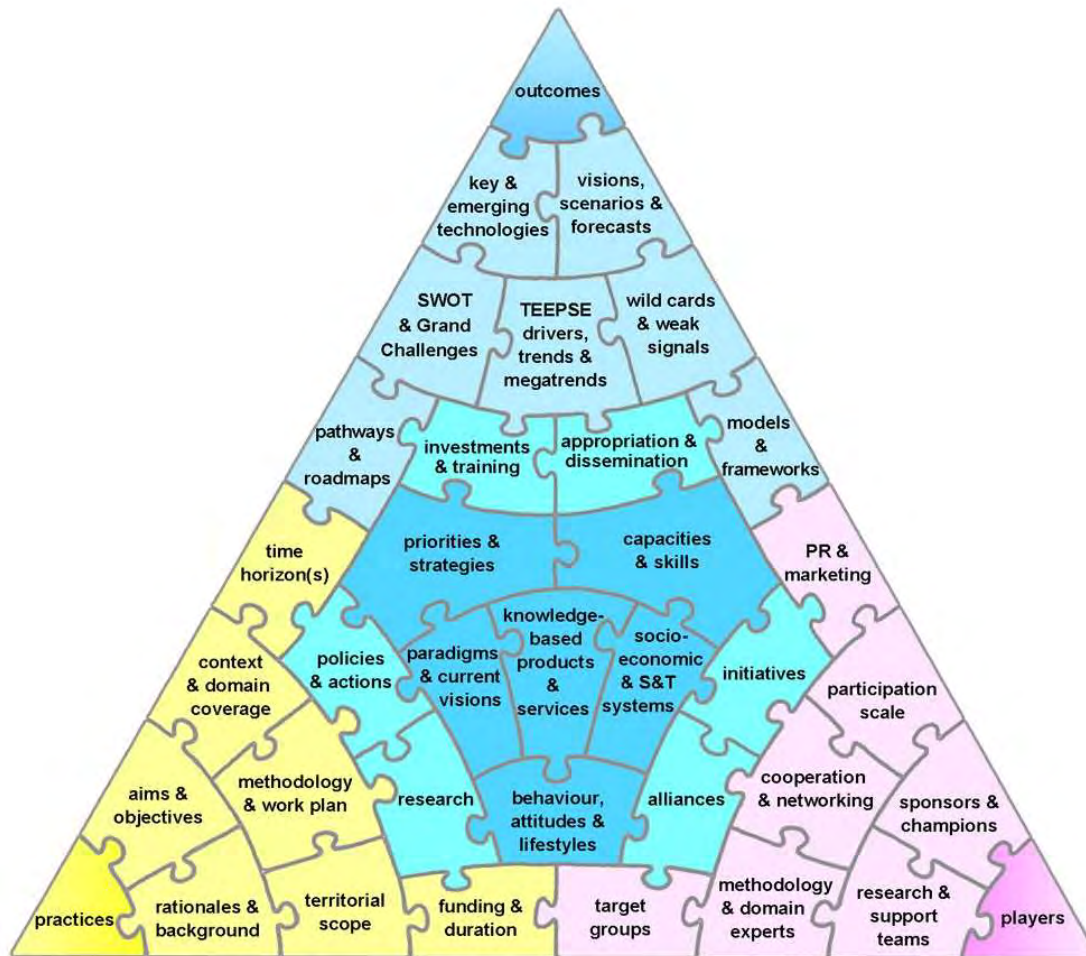 outcomes
key &
emerging
technologies
visions,
scenarios &
forecasts
SWOT
& Grand
Challenges
TEEPSE
drivers,
trends &
megatrends
wild cards
& weak
signals
pathways
&
roadmaps
investments
& training
appropriation &
dissemination
models
&
frameworks
time
horizon(s)
priorities &
strategies
capacities
& skills
PR &
marketing
context
& domain
coverage
policies
& actions
paradigms
& current
visions
knowledge-
based
products
&
services
socio-
economic
& S&T
systems
initiatives
participation
scale
aims &
objectives
methodology
& work plan
research
behaviour,
attitudes &
lifestyles
alliances
cooperation
& networking
sponsors &
champions
practices
rationales &
background
territorial
scope
funding &
duration
target
groups
methodology
& domain
experts
research &
support
teams
players